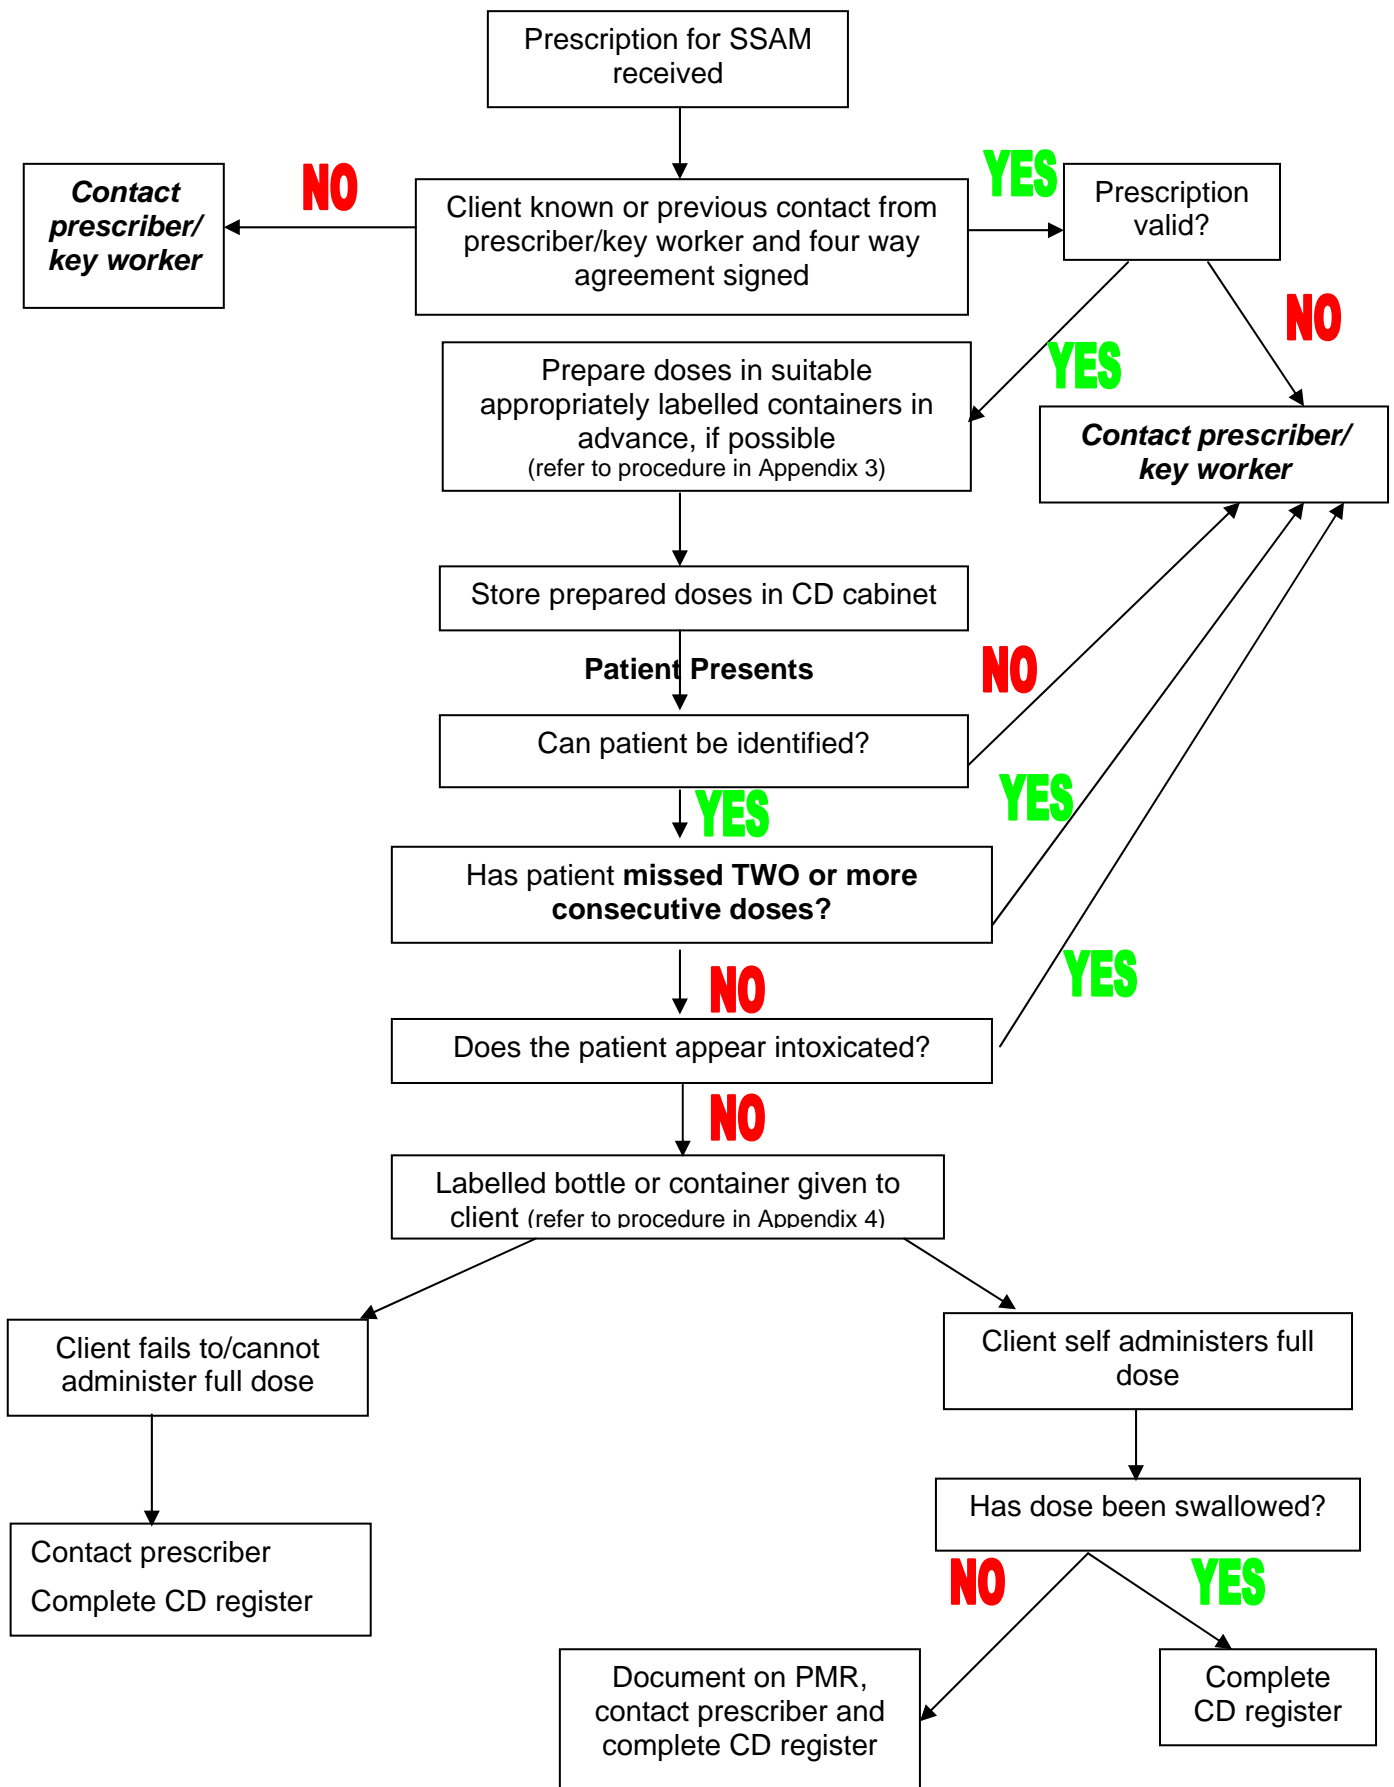 Prescription for SSAM
received
NO
YES
Contact
prescriber/
key worker
Client known or previous contact from
prescriber/key worker and four way
agreement signed
Prescription
valid?
NO
YES
Prepare doses in suitable
appropriately labelled containers in
advance, if possible
(refer to procedure in Appendix 3)
Contact prescriber/
key worker
Store prepared doses in CD cabinet
Patient Presents
NO
Can patient be identified?
YES
YES
Has patient missed TWO or more
consecutive doses?
YES
NO
Does the patient appear intoxicated?
NO
Labelled bottle or container given to
client (refer to procedure in Appendix 4)
Client fails to/cannot
administer full dose
Client self administers full
dose
Has dose been swallowed?
Contact prescriber
Complete CD register
NO
YES
Document on PMR,
contact prescriber and
complete CD register
Complete
CD register